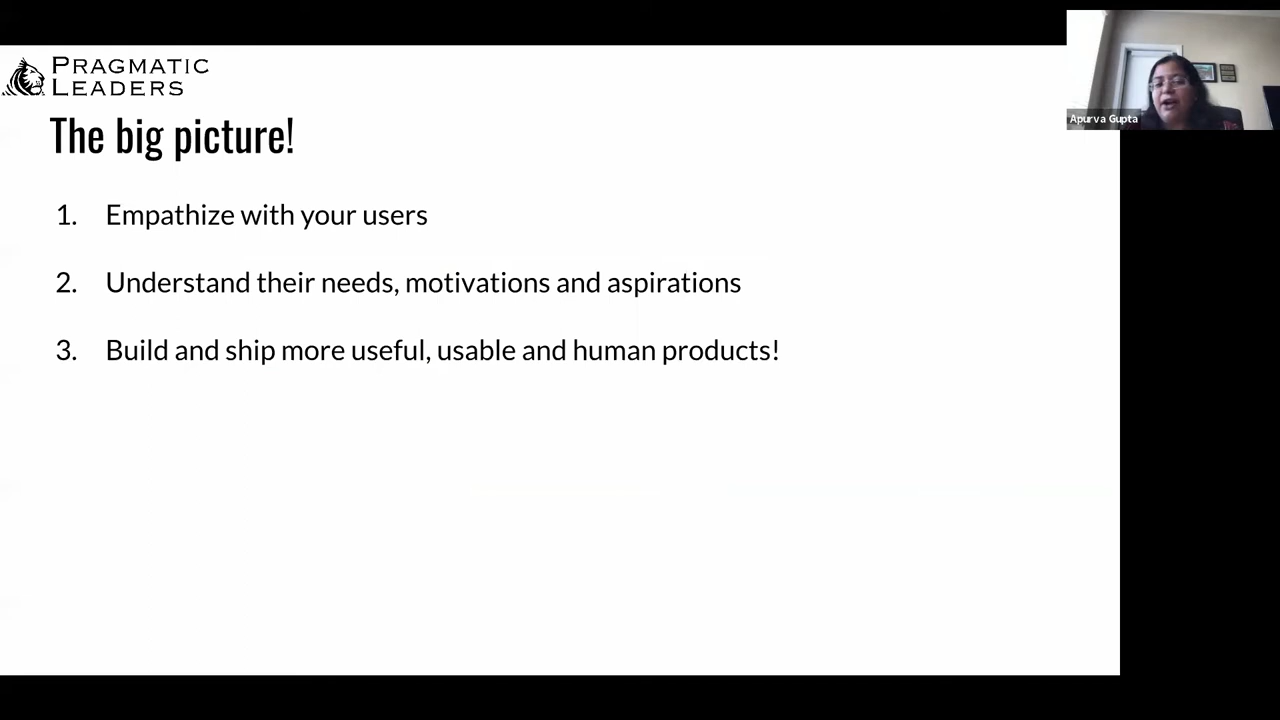 PRAGMATIC
LEADERS
The big picture!
1. Empathize with your users
2. Understand their needs, motivations and aspirations
3. Build and ship more useful, usable and human products!
Apurva Gupta